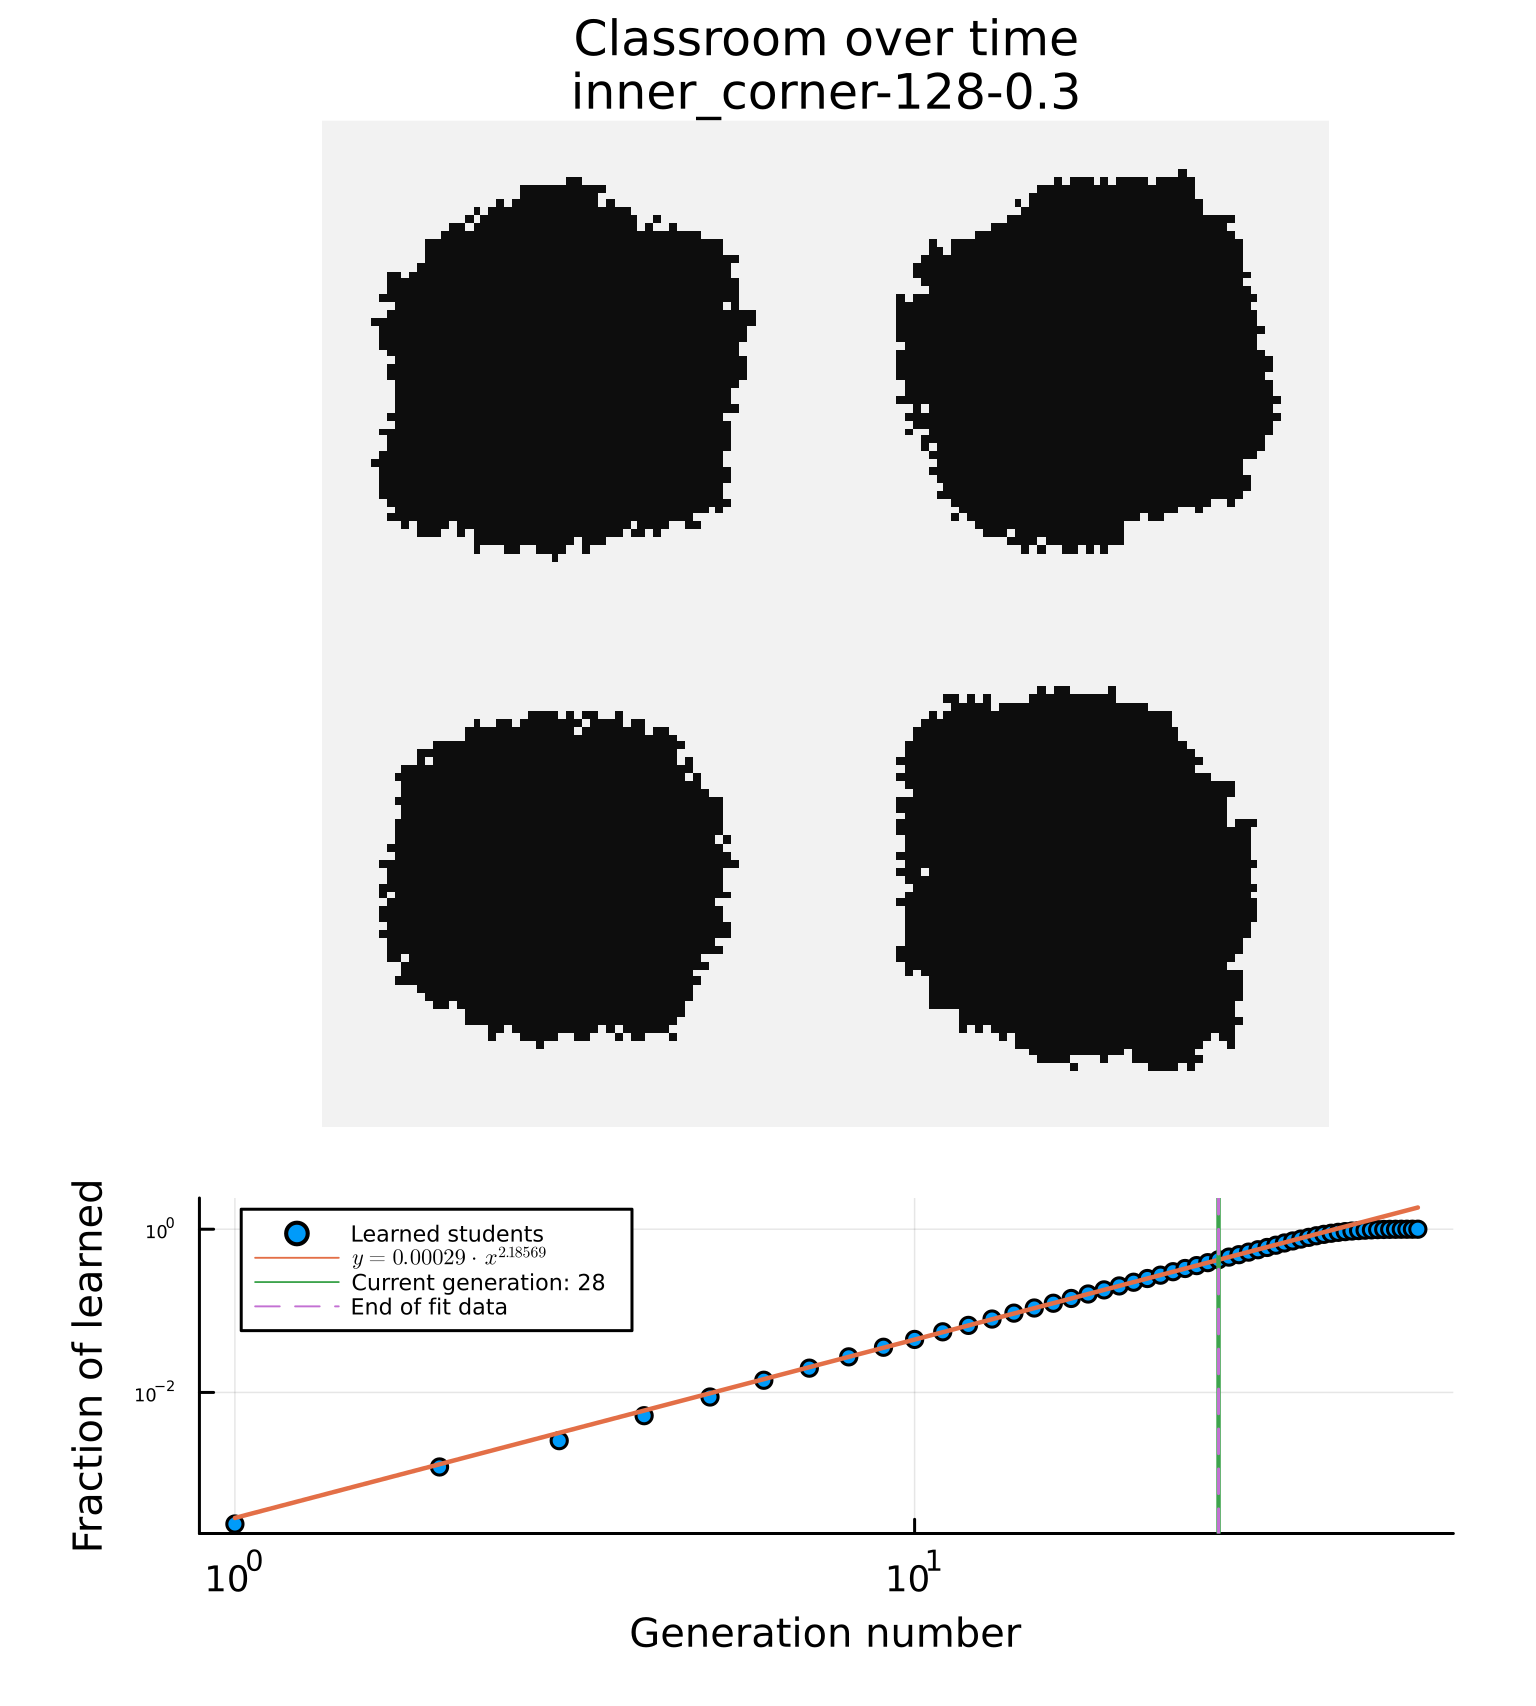 Classroom over time
inner_corner-128-0.3
Fraction of learned
10^0
10^-2
Learned students
y = 0.00029 · x^2.18569
Current generation: 28
End of fit data
10^0
10^1
Generation number